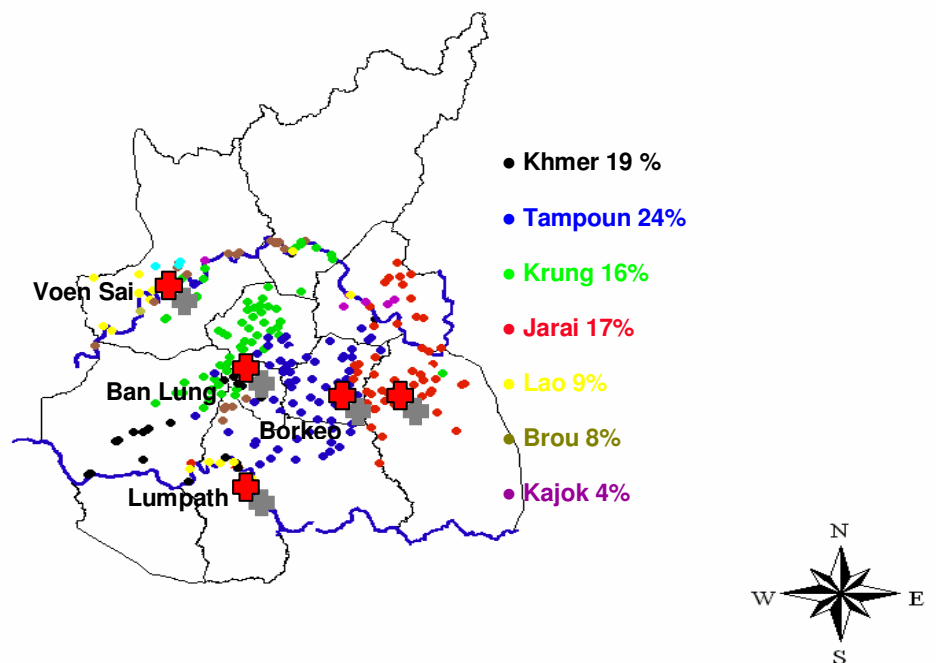 Voen Sai
Ban Lung
Borkeo
Lumpath
Khmer 19 %
Tampoun 24%
Krung 16%
Jarai 17%
Lao 9%
Brou 8%
Kajok 4%
N
W E
S